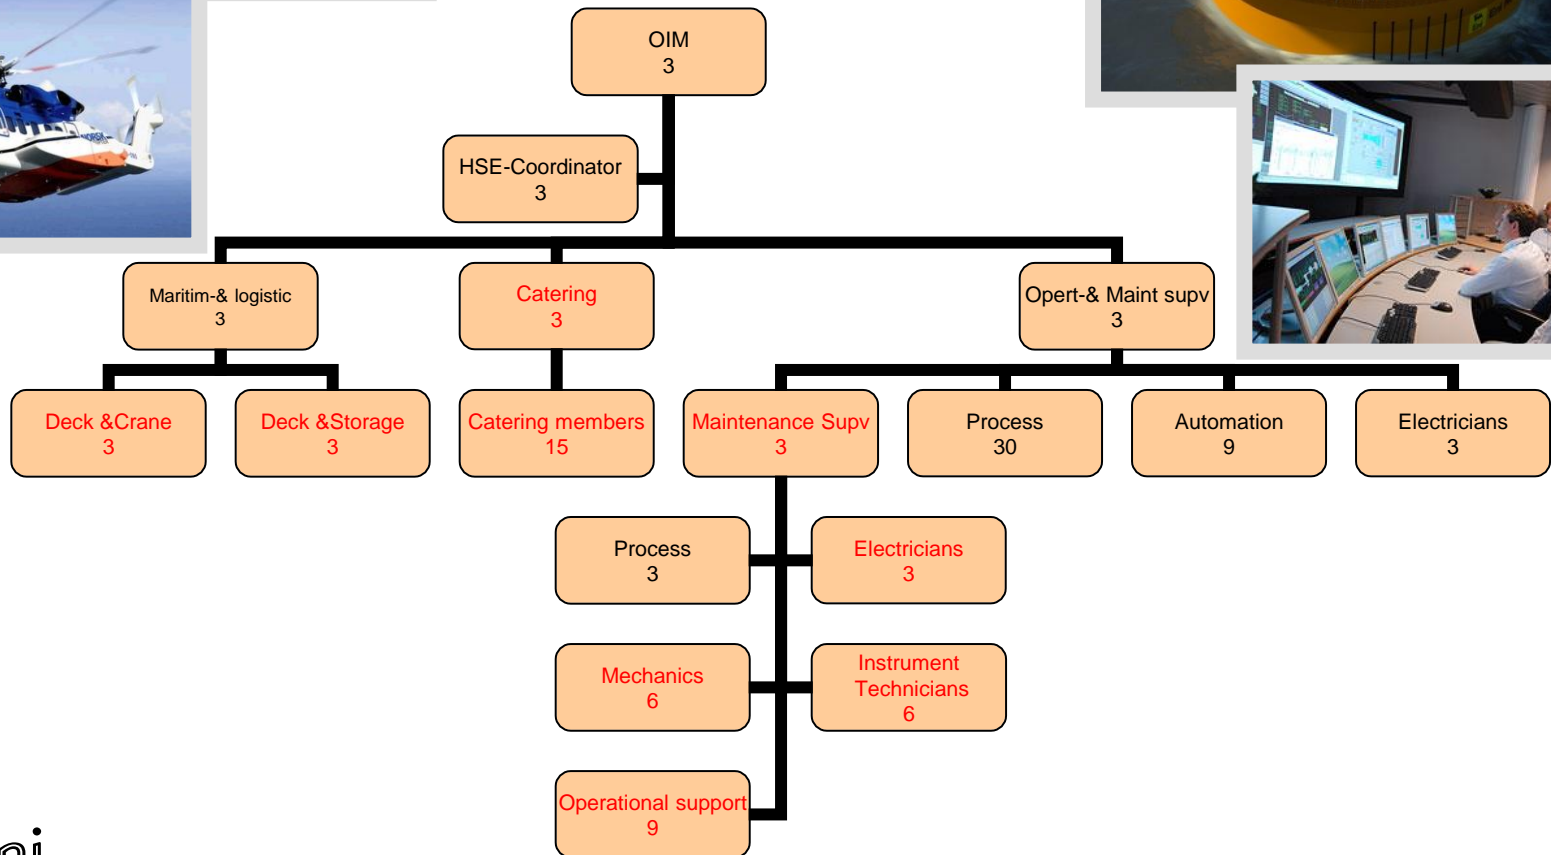 OIM
3
HSE-Coordinator
3
Maritim-& logistic
3
Catering
3
Opert-& Maint supv
3
Deck &Crane
3
Deck &Storage
3
Catering members
15
Maintenance Supv
3
Process
30
Automation
9
Electricians
3
Process
3
Electricians
3
Mechanics
6
Instrument
Technicians
6
Operational support
9